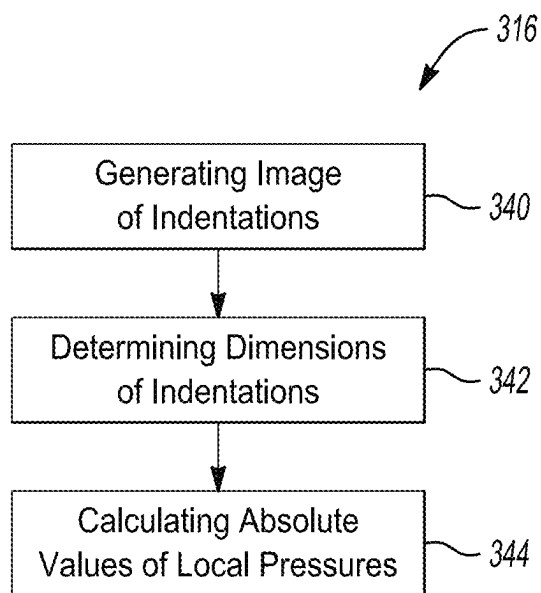 316
Generating Image
of Indentations
340
Determining Dimensions
of Indentations
342
Calculating Absolute
Values of Local Pressures
344